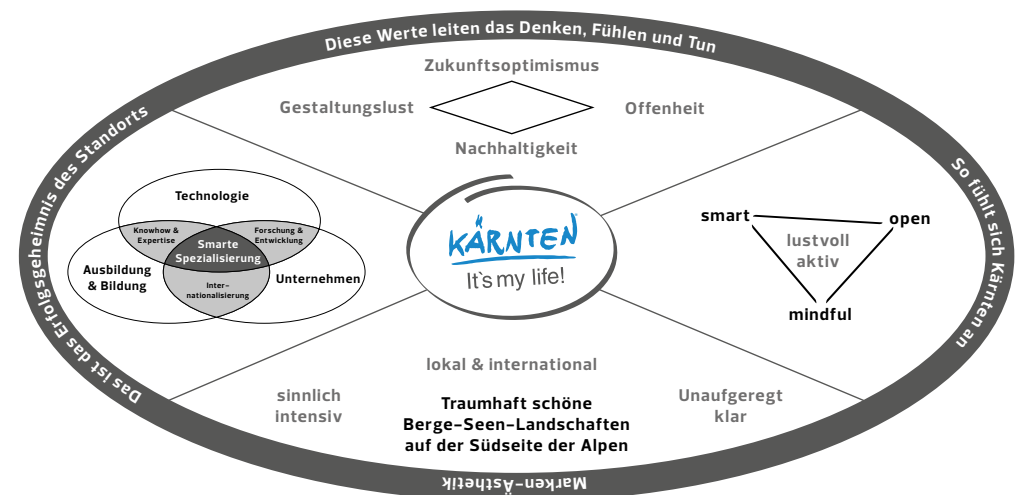 Diese Werte leiten das Denken, Fühlen und Tun
Zukunftsoptimismus
Gestaltungslust
Offenheit
Nachhaltigkeit
Das ist das Erfolgsgeheimnis des Standorts
Technologie
Knowhow &
Expertise
Forschung &
Entwicklung
Smarte
Spezialisierung
Ausbildung
& Bildung
Unternehmen
Inter-
nationalisierung
KÄRNTEN
It`s my life!
So fühlt sich Kärnten an
smart
open
lustvoll
aktiv
mindful
lokal & international
sinnlich
intensiv
Traumhaft schöne
Berge-Seen-Landschaften
auf der Südseite der Alpen
Unaufgeregt
klar
Marken-Ästhetik